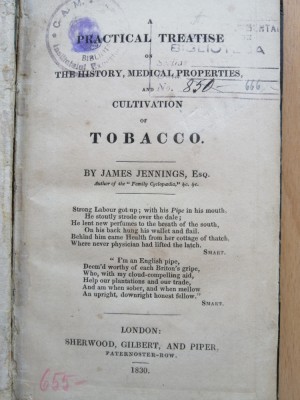 A
PRACTICAL TREATISE
ON
THE HISTORY, MEDICAL PROPERTIES,
AND
CULTIVATION
OF
TOBACCO.
BY JAMES JENNINGS, ESQ.
Author of the "Family Cyclopædia," &c. &c.
Strong Labour got up; with his Pipe in his mouth.
He stoutly strode over the dale;
He lent new perfumes to the breath of the south,
On his back hung his wallet and flail.
Behind him came Health from her cottage of thatch.
Where never physician had lifted the latch.
SMART.
"I'm an English pipe,
Deem'd worthy of each Briton's gripe,
Who, with my cloud-compelling aid,
Help our plantations and our trade,
And am when sober, and when mellow
An upright, downright honest fellow."
SMART.
LONDON:
SHERWOOD, GILBERT, AND PIPER,
PATERNOSTER-ROW.
1830.
BIBLIOTECA
No. 850
666
655-